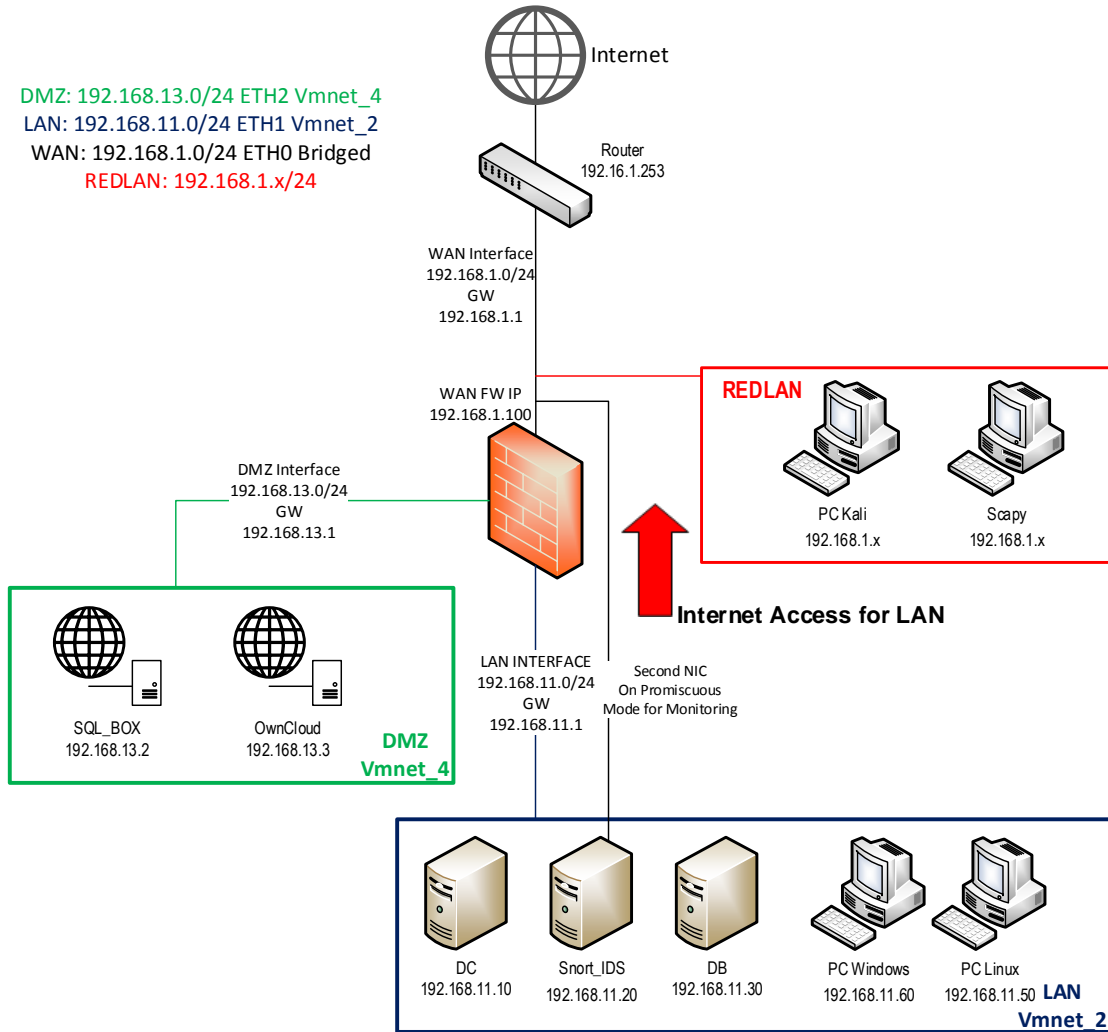 Internet
DMZ: 192.168.13.0/24 ETH2 Vmnet_4
LAN: 192.168.11.0/24 ETH1 Vmnet_2
WAN: 192.168.1.0/24 ETH0 Bridged
REDLAN: 192.168.1.x/24
Router
192.16.1.253
WAN Interface
192.168.1.0/24
GW
192.168.1.1
WAN FW IP
192.168.1.100
REDLAN
PC Kali
192.168.1.x
Scapy
192.168.1.x
DMZ Interface
192.168.13.0/24
GW
192.168.13.1
Internet Access for LAN
SQL_BOX
192.168.13.2
OwnCloud
192.168.13.3
DMZ
Vmnet_4
LAN INTERFACE
192.168.11.0/24
GW
192.168.11.1
Second NIC
On Promiscuous
Mode for Monitoring
DC
192.168.11.10
Snort_IDS
192.168.11.20
DB
192.168.11.30
PC Windows
192.168.11.60
PC Linux
192.168.11.50
LAN
Vmnet_2